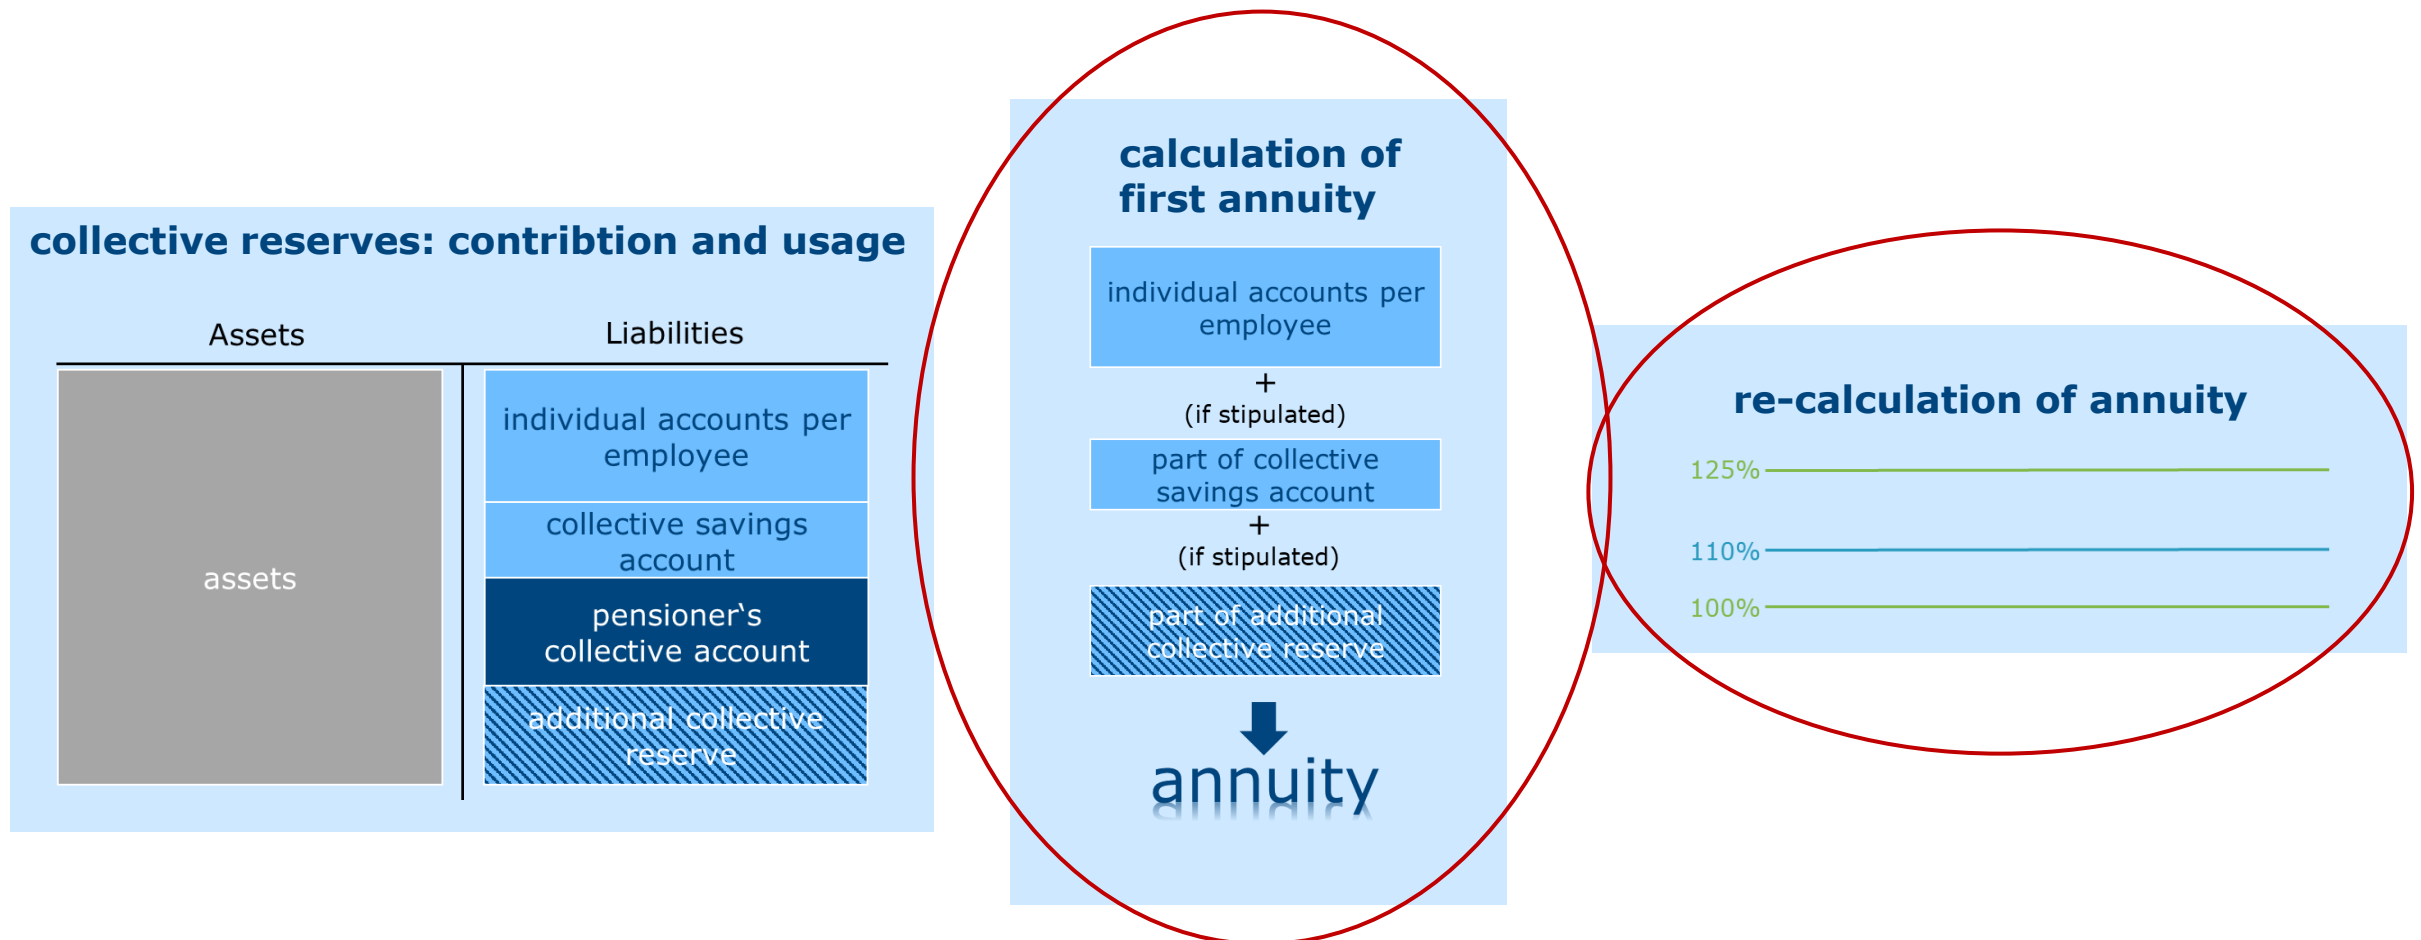 collective reserves: contribtion and usage
Assets
Liabilities
assets
individual accounts per
employee
collective savings
account
pensioner‘s
collective account
additional collective
reserve
calculation of
first annuity
individual accounts per
employee
+
(if stipulated)
part of collective
savings account
+
(if stipulated)
part of additional
collective reserve
annuity
re-calculation of annuity
125%
110%
100%